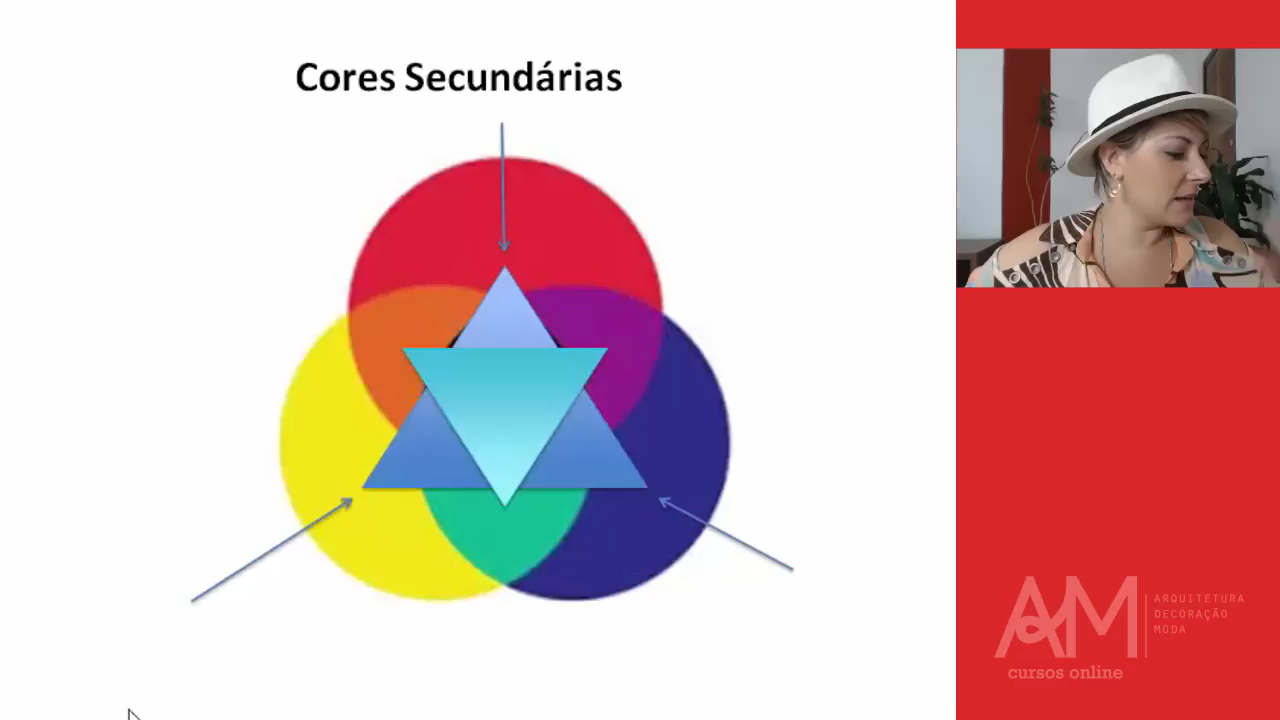 Cores Secundárias
AM
ARQUITETURA
DECORAÇÃO
MODA
cursos online